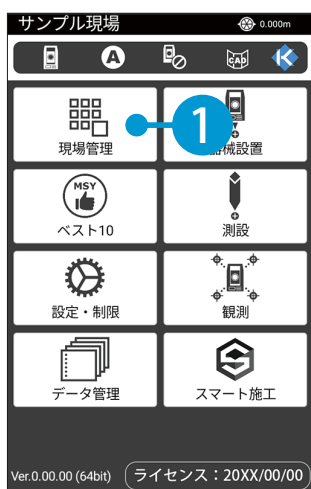 サンプル現場 0.000m
A CAD
1
現場管理 器械設置
MSY
ベスト10 測設
設定・制限 観測
データ管理 スマート施工
Ver.0.00.00 (64bit) ライセンス：20XX/00/00